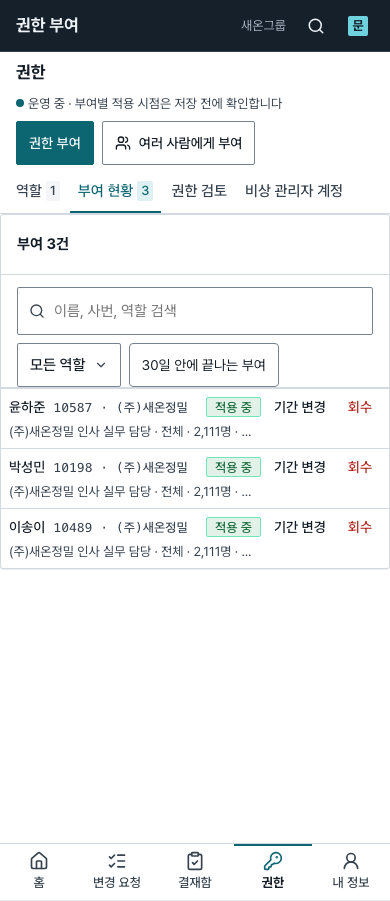 권한 부여 새온그룹 문
권한
운영 중 · 부여별 적용 시점은 저장 전에 확인합니다
권한 부여 여러 사람에게 부여
역할 1 부여 현황 3 권한 검토 비상 관리자 계정
부여 3건
이름, 사번, 역할 검색
모든 역할 30일 안에 끝나는 부여
윤하준 10587 · (주)새온정밀 적용 중 기간 변경 회수
(주)새온정밀 인사 실무 담당 · 전체 · 2,111명 · ...
박성민 10198 · (주)새온정밀 적용 중 기간 변경 회수
(주)새온정밀 인사 실무 담당 · 전체 · 2,111명 · ...
이송이 10489 · (주)새온정밀 적용 중 기간 변경 회수
(주)새온정밀 인사 실무 담당 · 전체 · 2,111명 · ...
홈 변경 요청 결재함 권한 내 정보